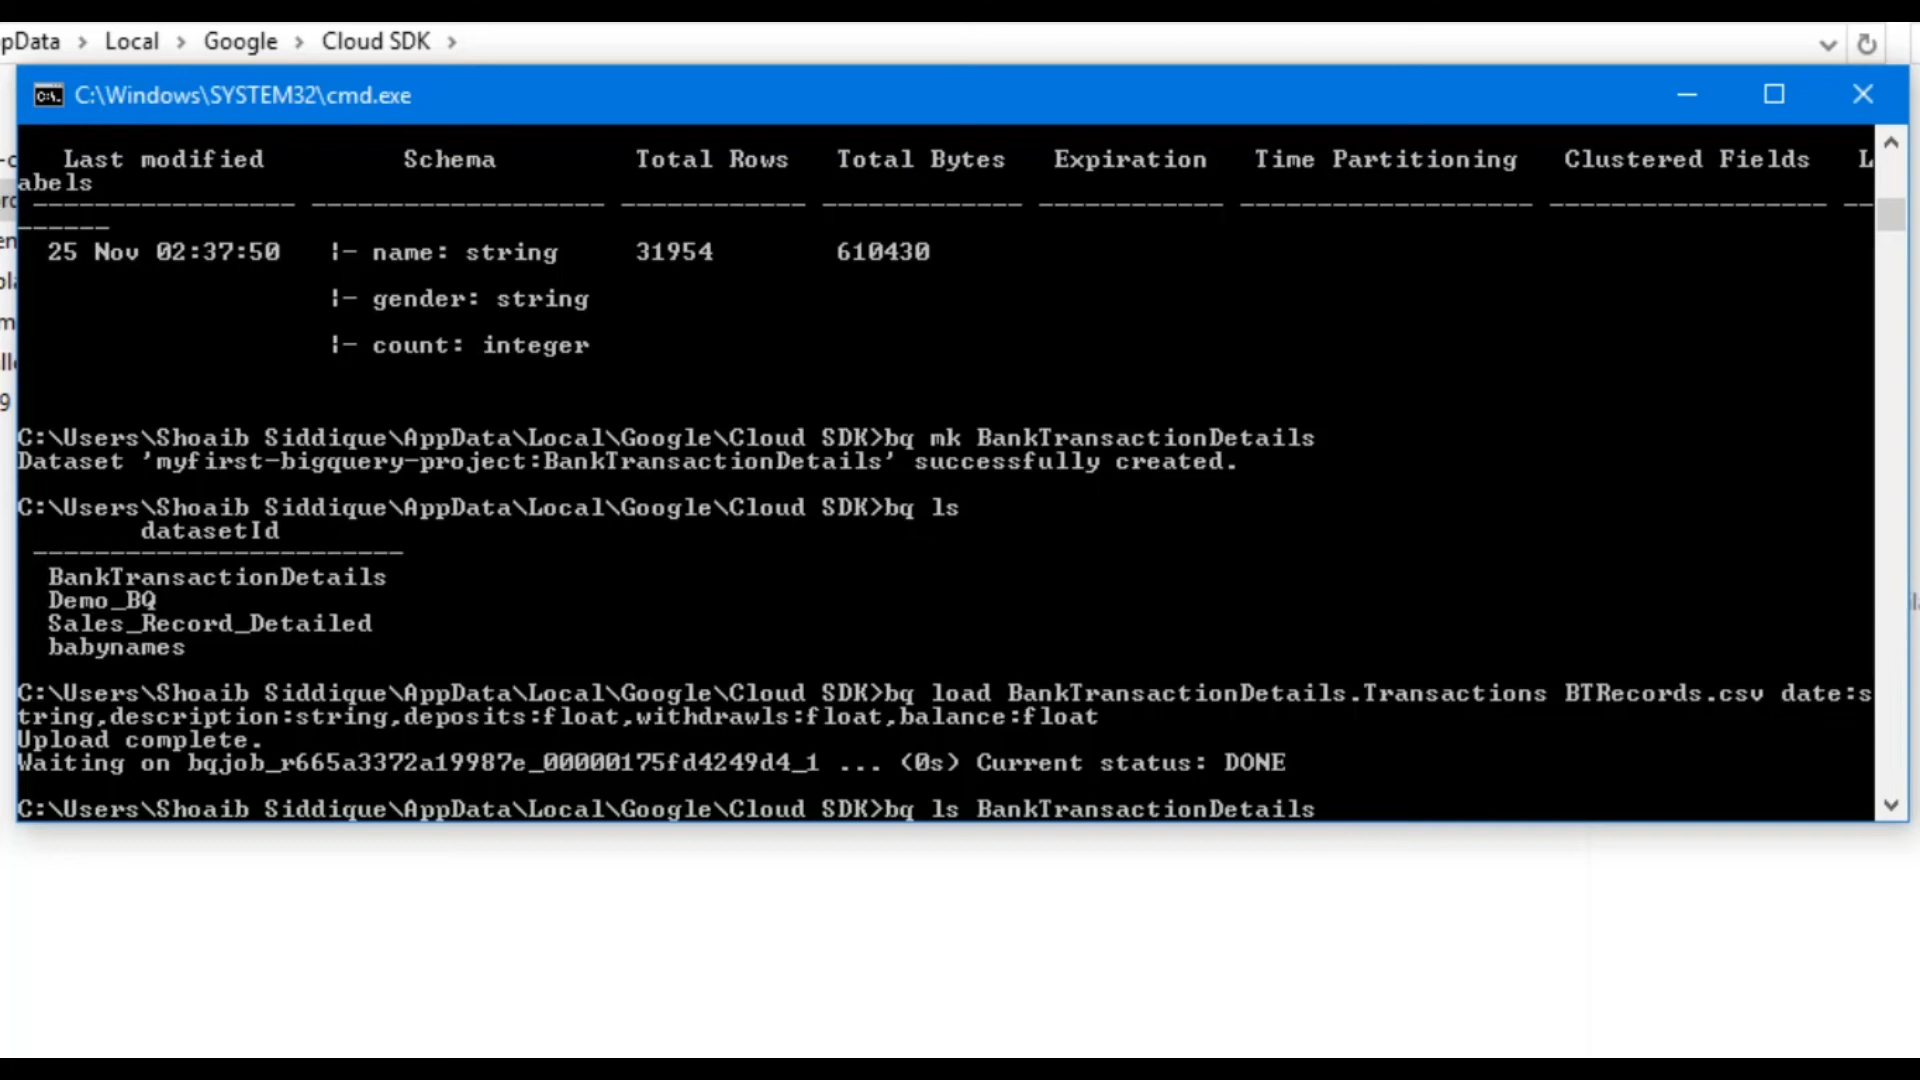 pData > Local > Google > Cloud SDK >
C:\Windows\SYSTEM32\cmd.exe
Last modified Schema Total Rows Total Bytes Expiration Time Partitioning Clustered Fields L
abels
----------------- ------------------- ------------ ------------- ------------ ------------------- ------------------ --
------
25 Nov 02:37:50 |- name: string 31954 610430
|- gender: string
|- count: integer
C:\Users\Shoaib Siddique\AppData\Local\Google\Cloud SDK>bq mk BankTransactionDetails
Dataset 'myfirst-bigquery-project:BankTransactionDetails' successfully created.
C:\Users\Shoaib Siddique\AppData\Local\Google\Cloud SDK>bq ls
datasetId
------------------------
BankTransactionDetails
Demo_BQ
Sales_Record_Detailed
babynames
C:\Users\Shoaib Siddique\AppData\Local\Google\Cloud SDK>bq load BankTransactionDetails.Transactions BTRecords.csv date:s
tring,description:string,deposits:float,withdrawls:float,balance:float
Upload complete.
Waiting on bqjob_r665a3372a19987e_00000175fd4249d4_1 ... (0s) Current status: DONE
C:\Users\Shoaib Siddique\AppData\Local\Google\Cloud SDK>bq ls BankTransactionDetails